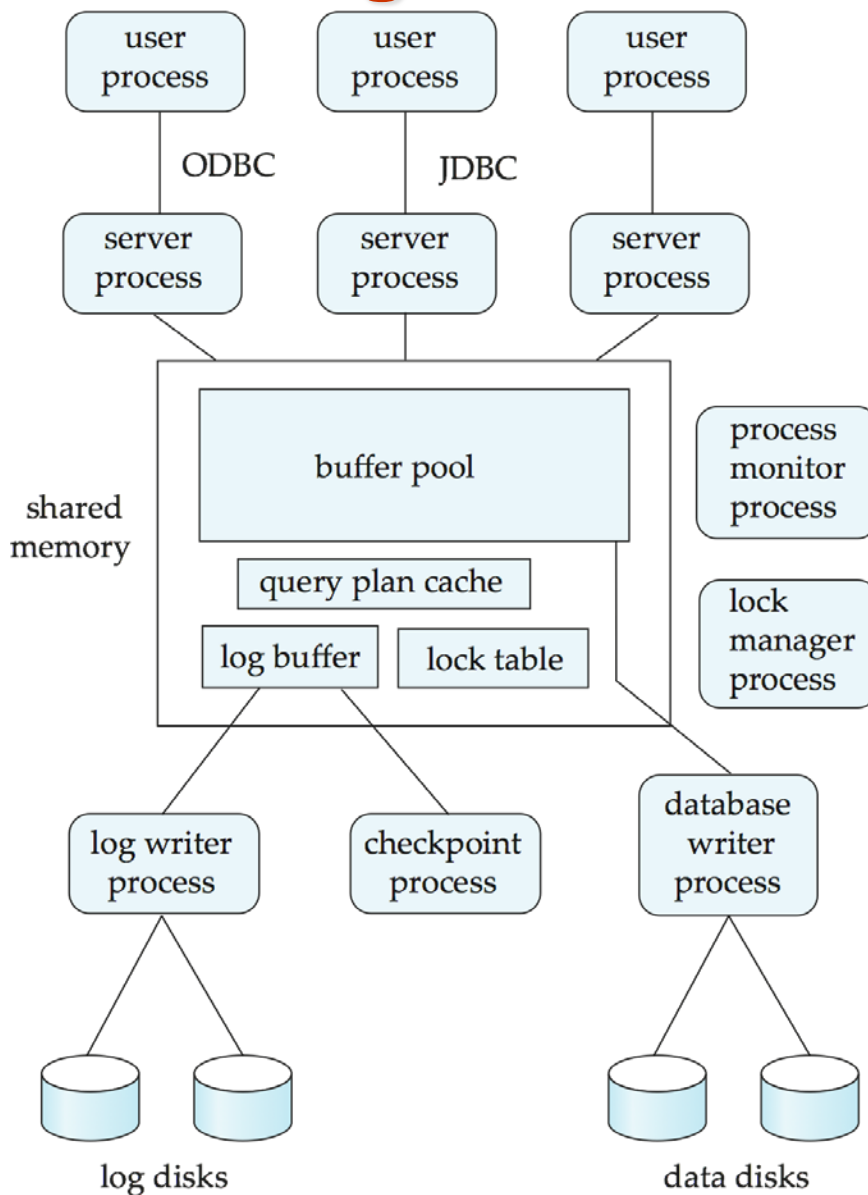 user
process
user
process
user
process
ODBC
JDBC
server
process
server
process
server
process
shared
memory
buffer pool
query plan cache
log buffer
lock table
process
monitor
process
lock
manager
process
log writer
process
checkpoint
process
database
writer
process
log disks
data disks